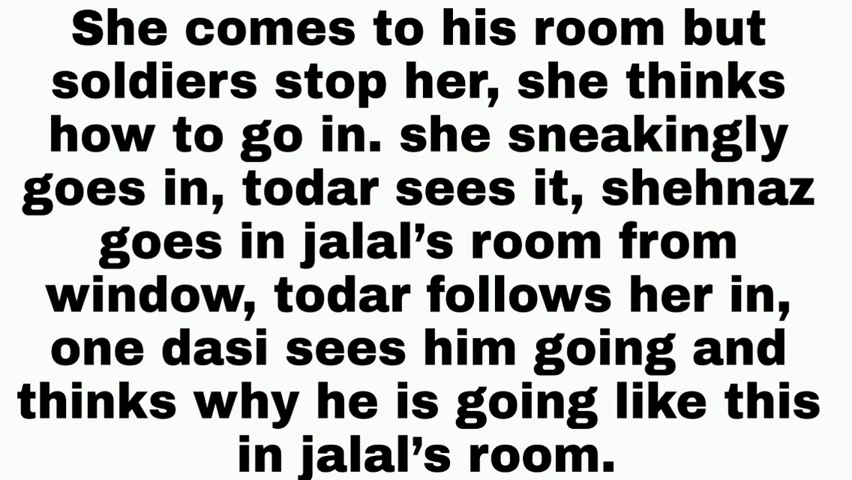 She comes to his room but
soldiers stop her, she thinks
how to go in. she sneakingly
goes in, todar sees it, shehnaz
goes in jalal’s room from
window, todar follows her in,
one dasi sees him going and
thinks why he is going like this
in jalal’s room.